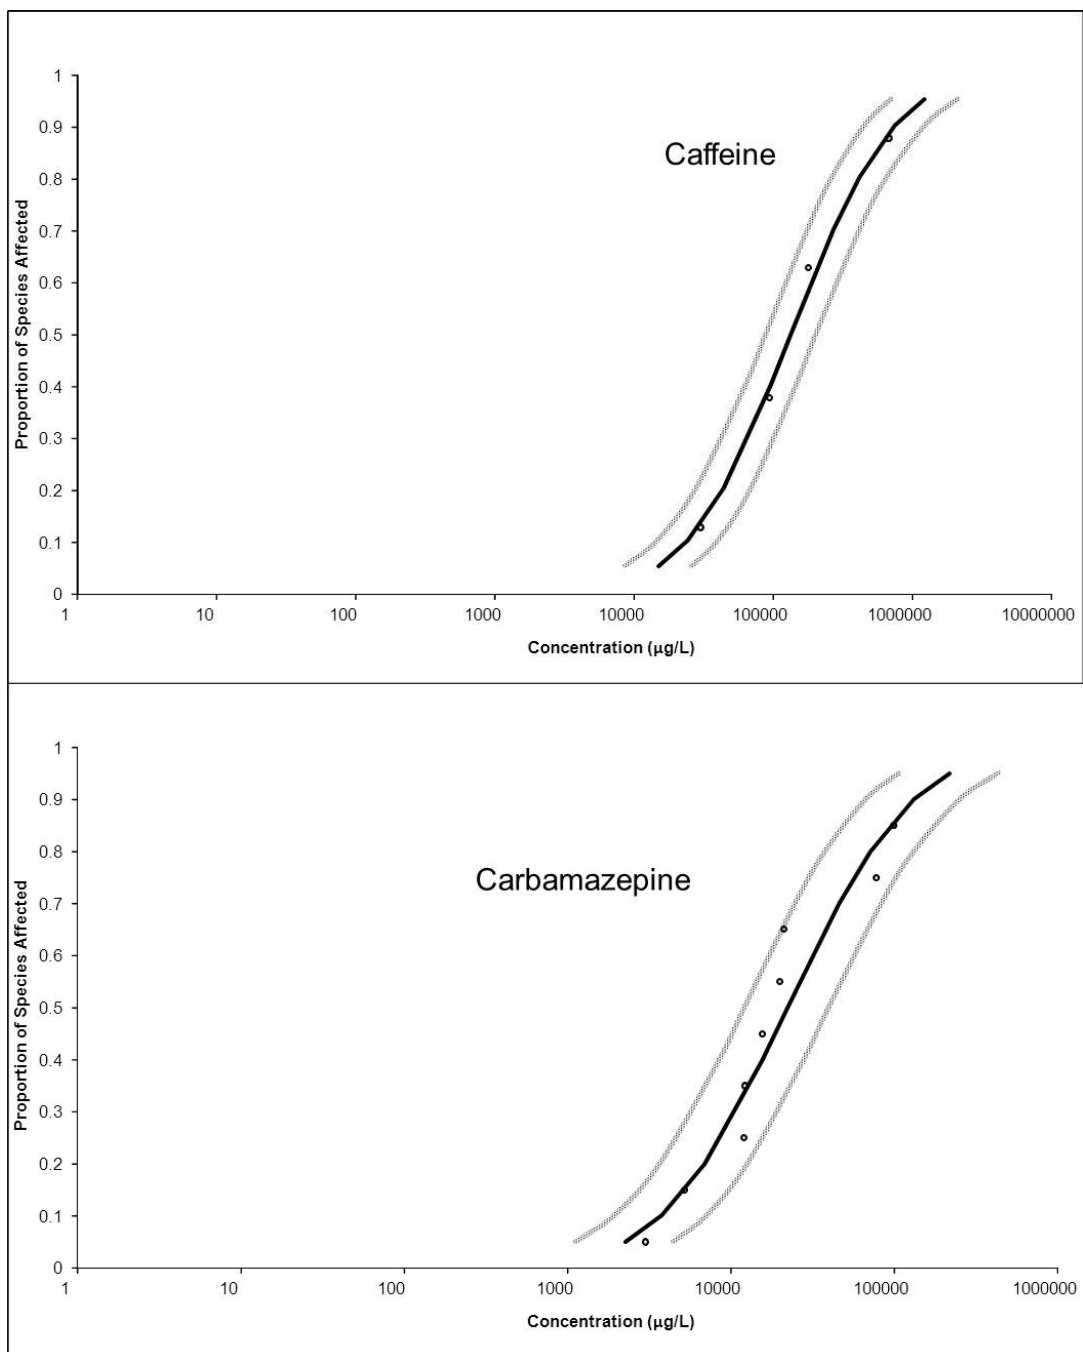 1
0.9
Caffeine
0.8
0.7
0.6
0.5
0.4
0.3
0.2
0.1
0
Proportion of Species Affected
1 10 100 1000 10000 100000 1000000 10000000
Concentration (µg/L)
1
0.9
0.8
Carbamazepine
0.7
0.6
0.5
0.4
0.3
0.2
0.1
0
Proportion of Species Affected
1 10 100 1000 10000 100000 1000000
Concentration (µg/L)